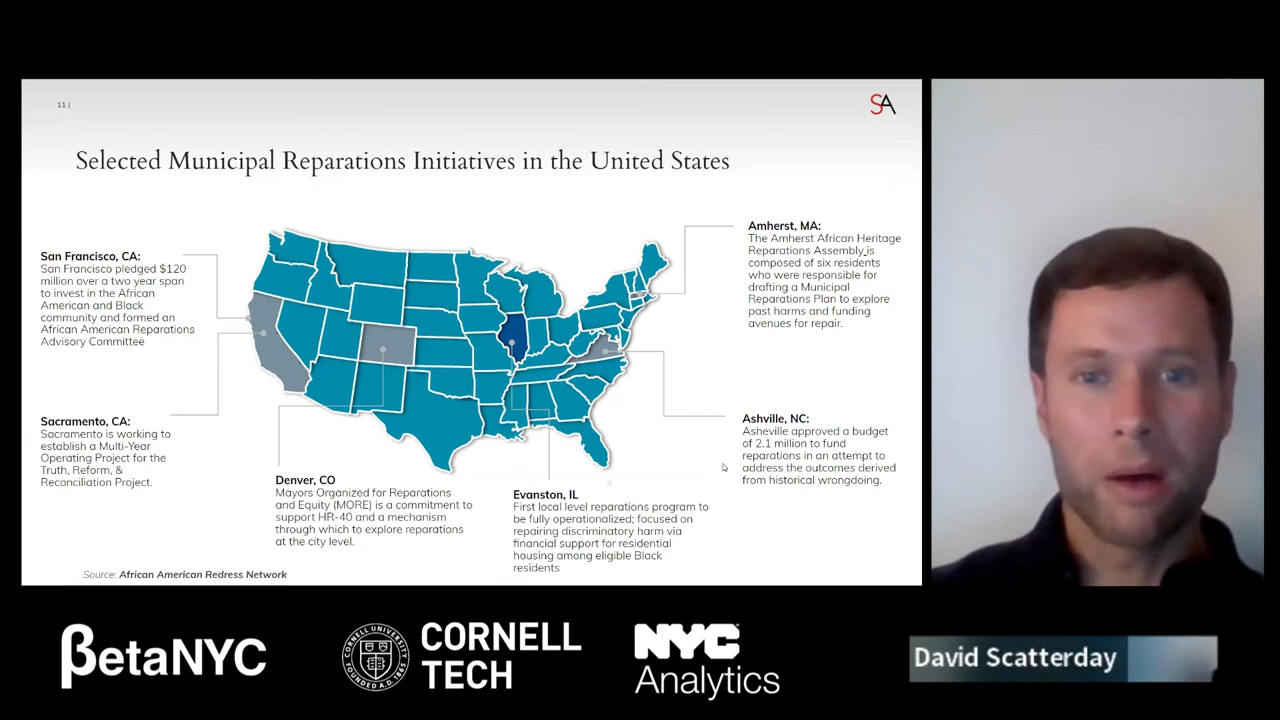 11 |
SA
Selected Municipal Reparations Initiatives in the United States
San Francisco, CA:
San Francisco pledged $120
million over a two year span
to invest in the African
American and Black
community and formed an
African American Reparations
Advisory Committee
Sacramento, CA:
Sacramento is working to
establish a Multi-Year
Operating Project for the
Truth, Reform, &
Reconciliation Project.
Denver, CO
Mayors Organized for Reparations
and Equity (MORE) is a commitment to
support HR-40 and a mechanism
through which to explore reparations
at the city level.
Evanston, IL
First local level reparations program to
be fully operationalized; focused on
repairing discriminatory harm via
financial support for residential
housing among eligible Black
residents
Amherst, MA:
The Amherst African Heritage
Reparations Assembly is
composed of six residents
who were responsible for
drafting a Municipal
Reparations Plan to explore
past harms and funding
avenues for repair.
Ashville, NC:
Asheville approved a budget
of 2.1 million to fund
reparations in an attempt to
address the outcomes derived
from historical wrongdoing.
Source: African American Redress Network
βetaNYC
CORNELL UNIVERSITY
FOUNDED A.D. 1865
CORNELL
TECH
NYC
Analytics
David Scatterday